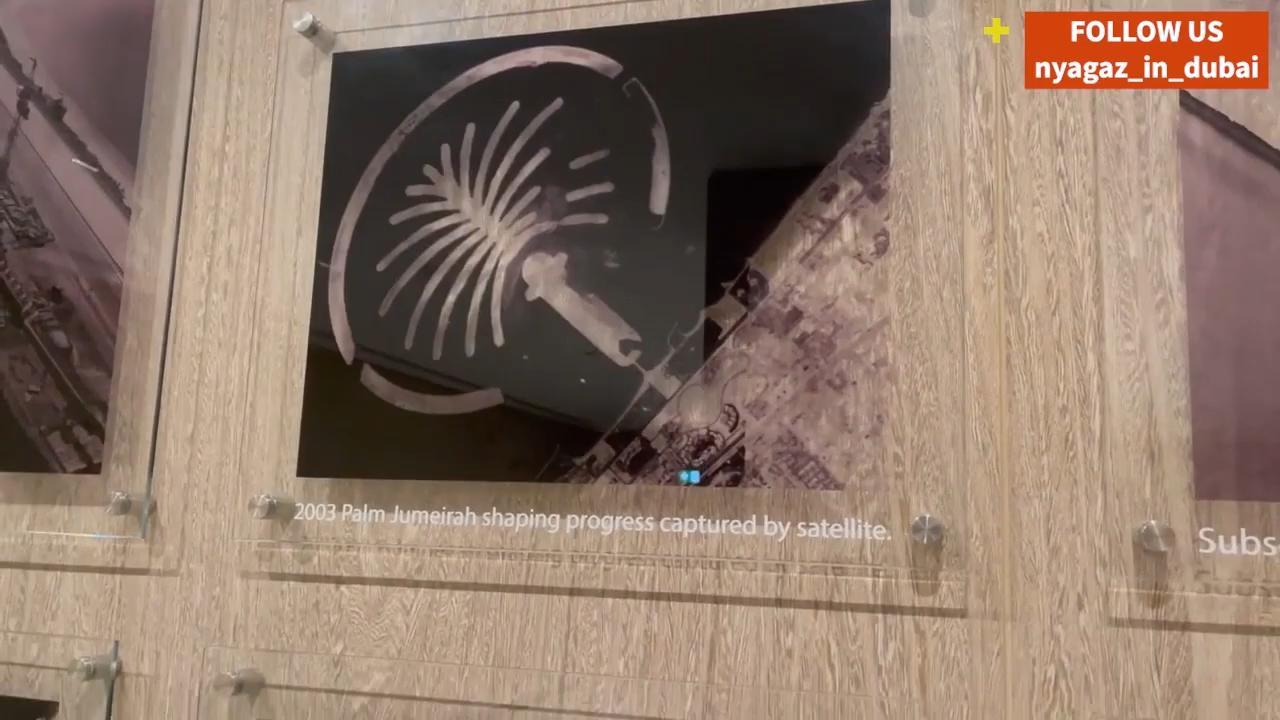 FOLLOW US
nyagaz_in_dubai
2003 Palm Jumeirah shaping progress captured by satellite.
Subs